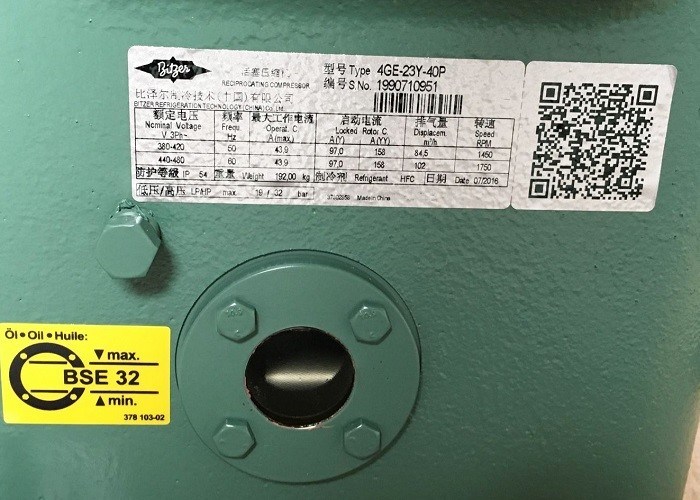 Bitzer
活塞压缩机 型号 Type 4GE-23Y-40P
RECIPROCATING COMPRESSOR 编号 S.No. 1990710951
比泽尔制冷技术(中国)有限公司
BITZER REFRIGERATION TECHNOLOGY (CHINA) Co. Ltd.
额定电压 频率 最大工作电流 启动电流 排气量 转速
Nominal Voltage Frequ. Operat. C. Locked Rotor. C. Displacem. Speed
V 3Ph~ Hz A(max.) A(Y) A(YY) m³/h RPM
380-420 50 43,9 97,0 158 84,5 1450
440-480 60 43,9 97,0 158 102 1750
防护等级 IP 54 重量 Weight 192,00 kg 制冷剂 Refrigerant HFC 日期 Date 07/2016
低压/高压 LP/HP max. 19 / 32 bar Made in China
Öl • Oil • Huile:
max.
BSE 32
min.
378 103-02